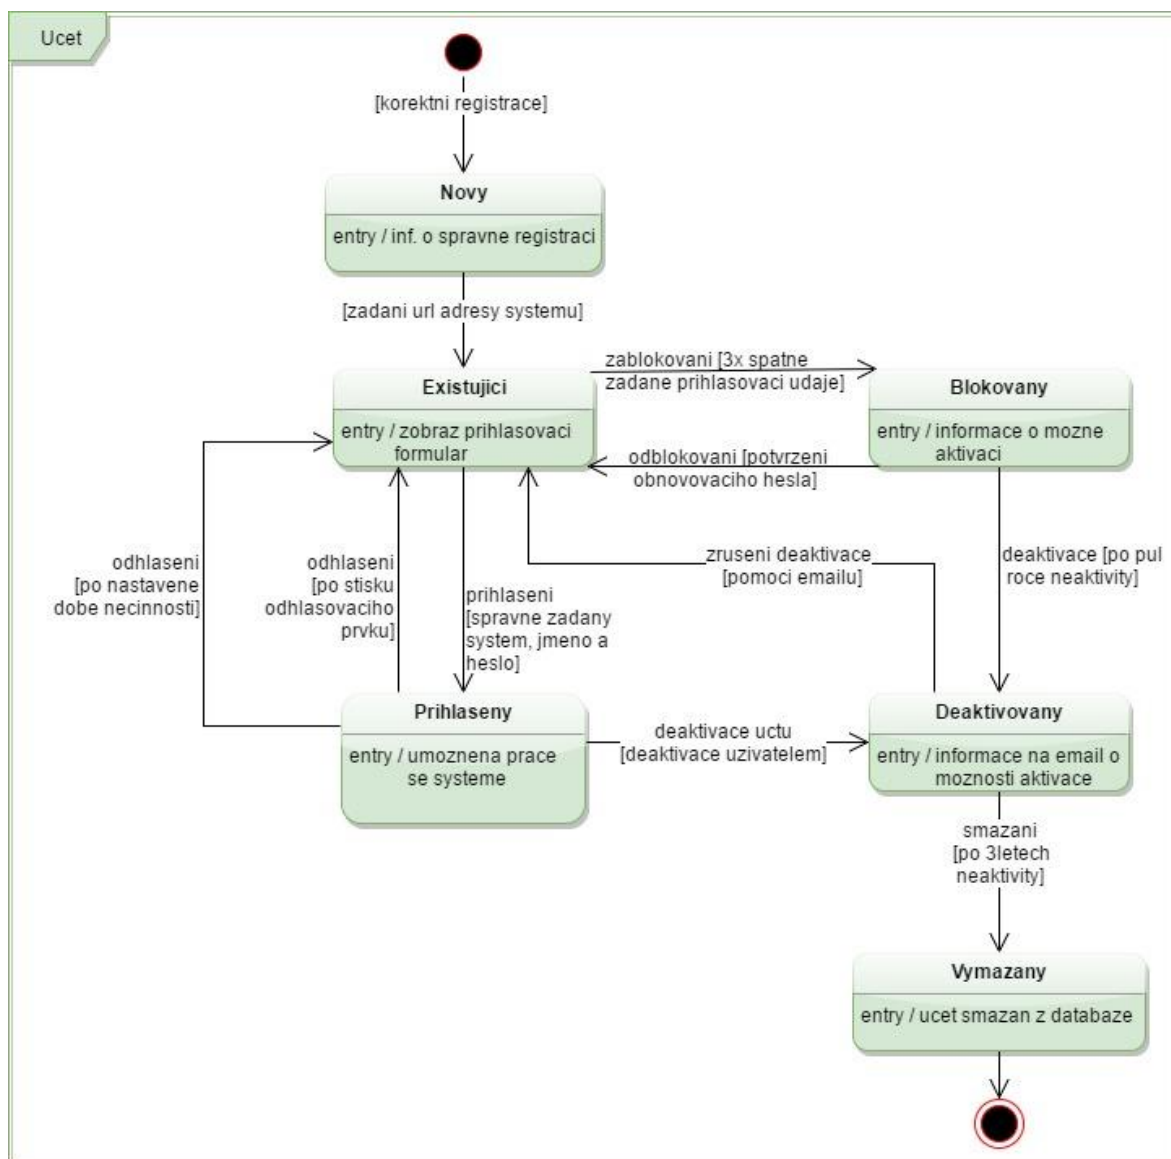 Ucet
[korektni registrace]
Novy
entry / inf. o spravne registraci
[zadani url adresy systemu]
zablokovani [3x spatne
zadane prihlasovaci udaje]
Existujici
entry / zobraz prihlasovaci
formular
Blokovany
entry / informace o mozne
aktivaci
odblokovani [potvrzeni
obnovovaciho hesla]
odhlaseni
[po nastavene
dobe necinnosti]
odhlaseni
[po stisku
odhlasovaciho
prvku]
prihlaseni
[spravne zadany
system, jmeno a
heslo]
zruseni deaktivace
[pomoci emailu]
deaktivace [po pul
roce neaktivity]
Prihlaseny
entry / umoznena prace
se systeme
deaktivace uctu
[deaktivace uzivatelem]
Deaktivovany
entry / informace na email o
moznosti aktivace
smazani
[po 3letech
neaktivity]
Vymazany
entry / ucet smazan z databaze